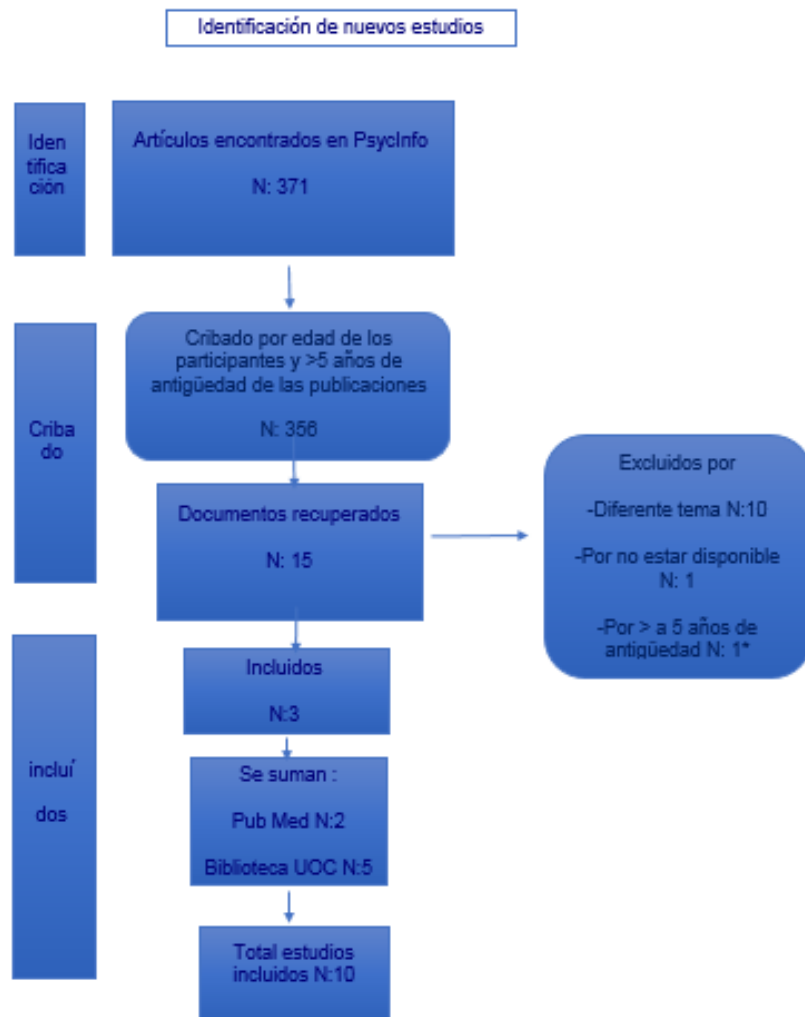 Identificación de nuevos estudios
Iden
tifica
ción
Artículos encontrados en PsycInfo
N: 371
Criba
do
Cribado por edad de los
participantes y >5 años de
antigüedad de las publicaciones
N: 356
Documentos recuperados
N: 15
Excluidos por
-Diferente tema N:10
-Por no estar disponible
N: 1
-Por > a 5 años de
antigüedad N: 1*
incluí
dos
Incluidos
N:3
Se suman :
Pub Med N:2
Biblioteca UOC N:5
Total estudios
incluidos N:10